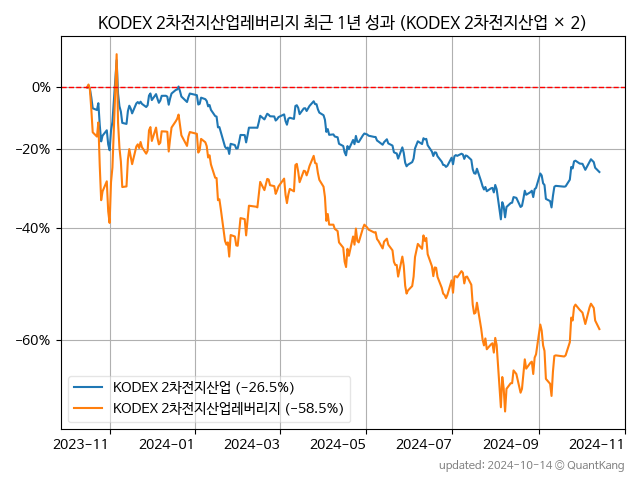 KODEX 2차전지산업레버리지 최근 1년 성과 (KODEX 2차전지산업 × 2)
0%
−20%
−40%
−60%
KODEX 2차전지산업 (−26.5%)
KODEX 2차전지산업레버리지 (−58.5%)
2023-11 2024-01 2024-03 2024-05 2024-07 2024-09 2024-11
updated: 2024-10-14 © QuantKang